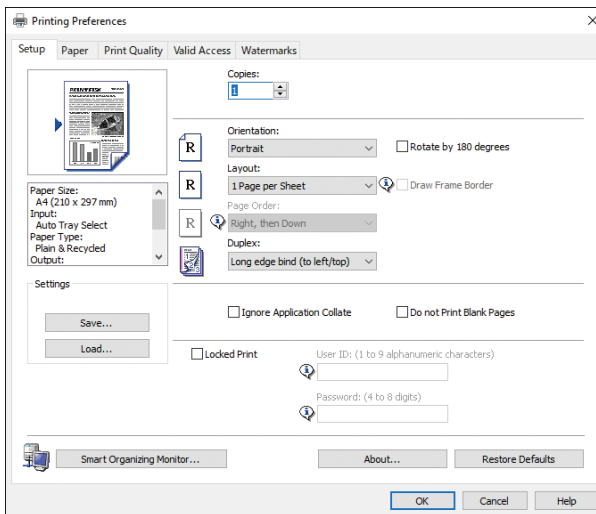 Printing Preferences
Setup
Paper
Print Quality
Valid Access
Watermarks
Copies:
1
Orientation:
R
Portrait
Rotate by 180 degrees
Layout:
R
1 Page per Sheet
Draw Frame Border
Page Order:
R
Right, then Down
Duplex:
Long edge bind (to left/top)
Paper Size:
A4 (210 x 297 mm)
Input:
Auto Tray Select
Paper Type:
Plain & Recycled
Output:
Settings
Save...
Load...
Ignore Application Collate
Do not Print Blank Pages
Locked Print
User ID: (1 to 9 alphanumeric characters)
Password: (4 to 8 digits)
Smart Organizing Monitor...
About...
Restore Defaults
OK
Cancel
Help